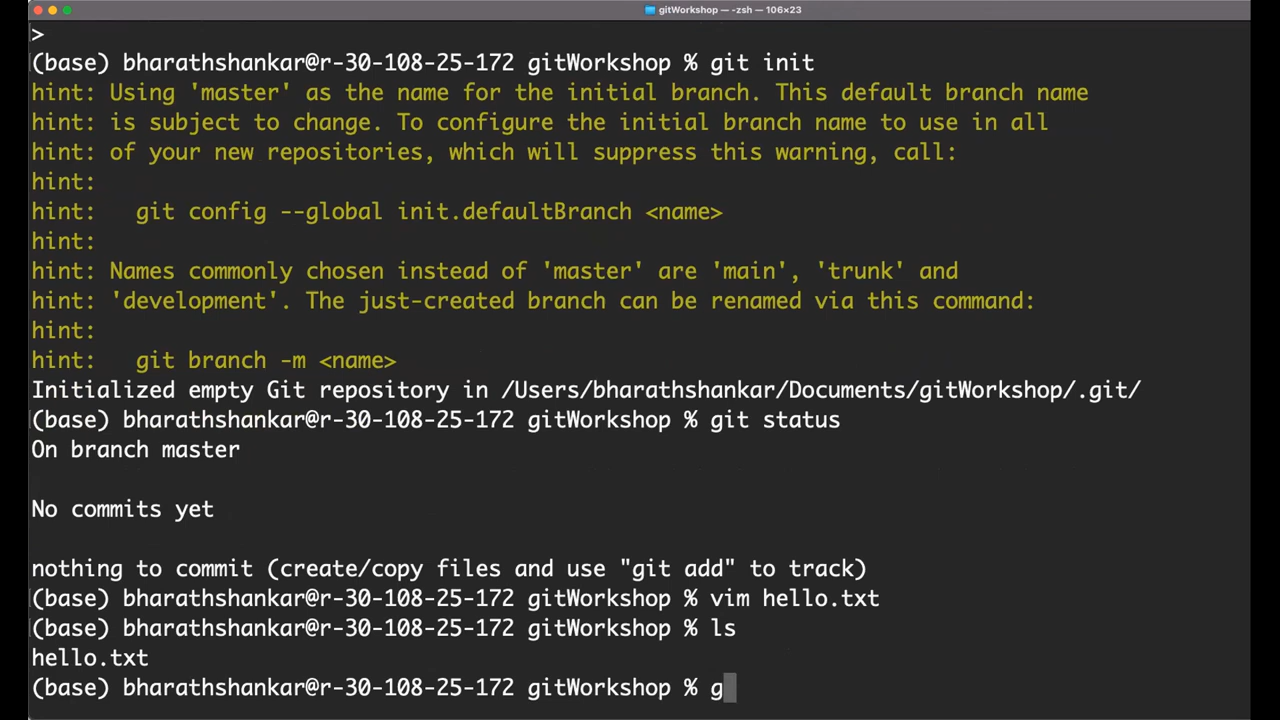 gitWorkshop — -zsh — 106×23
>
(base) bharathshankar@r-30-108-25-172 gitWorkshop % git init
hint: Using 'master' as the name for the initial branch. This default branch name
hint: is subject to change. To configure the initial branch name to use in all
hint: of your new repositories, which will suppress this warning, call:
hint:
hint:   git config --global init.defaultBranch <name>
hint:
hint: Names commonly chosen instead of 'master' are 'main', 'trunk' and
hint: 'development'. The just-created branch can be renamed via this command:
hint:
hint:   git branch -m <name>
Initialized empty Git repository in /Users/bharathshankar/Documents/gitWorkshop/.git/
(base) bharathshankar@r-30-108-25-172 gitWorkshop % git status
On branch master
No commits yet
nothing to commit (create/copy files and use "git add" to track)
(base) bharathshankar@r-30-108-25-172 gitWorkshop % vim hello.txt
(base) bharathshankar@r-30-108-25-172 gitWorkshop % ls
hello.txt
(base) bharathshankar@r-30-108-25-172 gitWorkshop % g